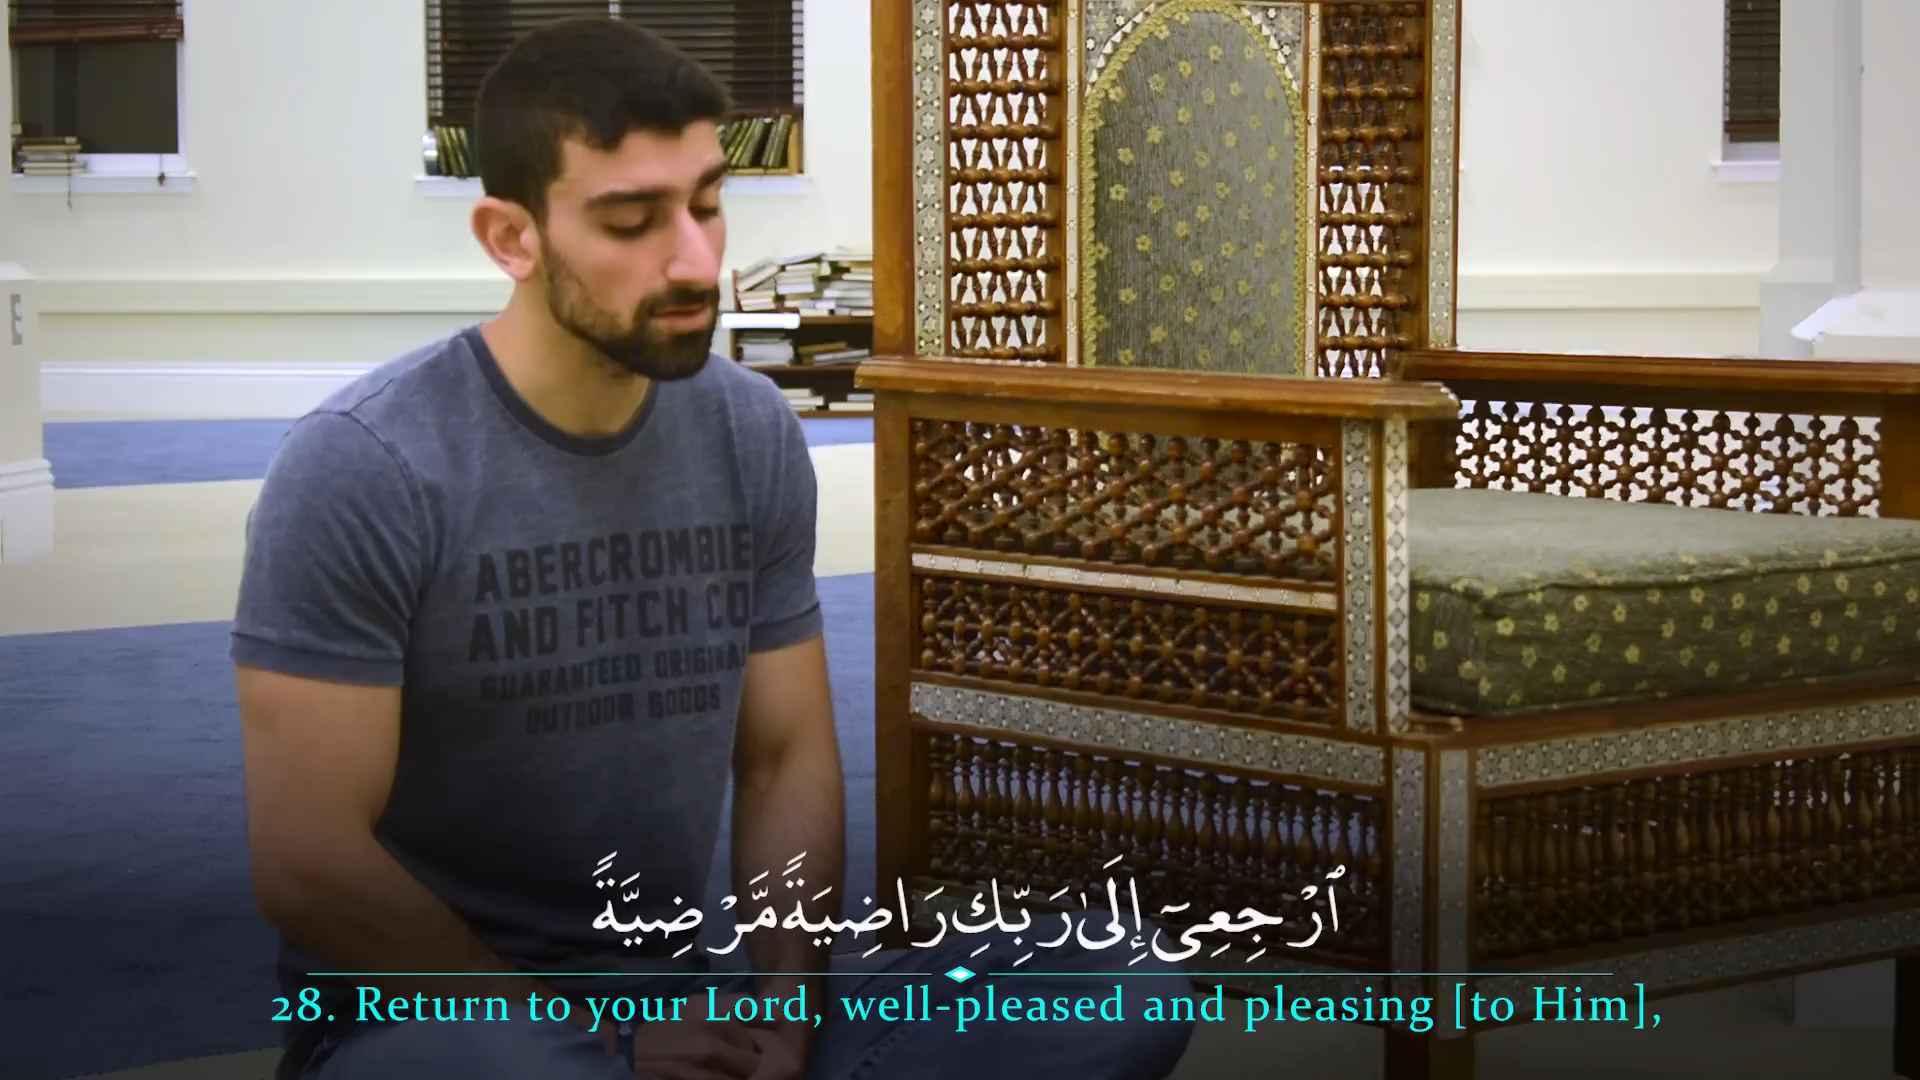 ABERCROMBIE
AND FITCH CO
GUARANTEED ORIGINAL
OUTDOOR GOODS
ٱرْجِعِىٓ إِلَىٰ رَبِّكِ رَاضِيَةً مَّرْضِيَّةً
28. Return to your Lord, well-pleased and pleasing [to Him],